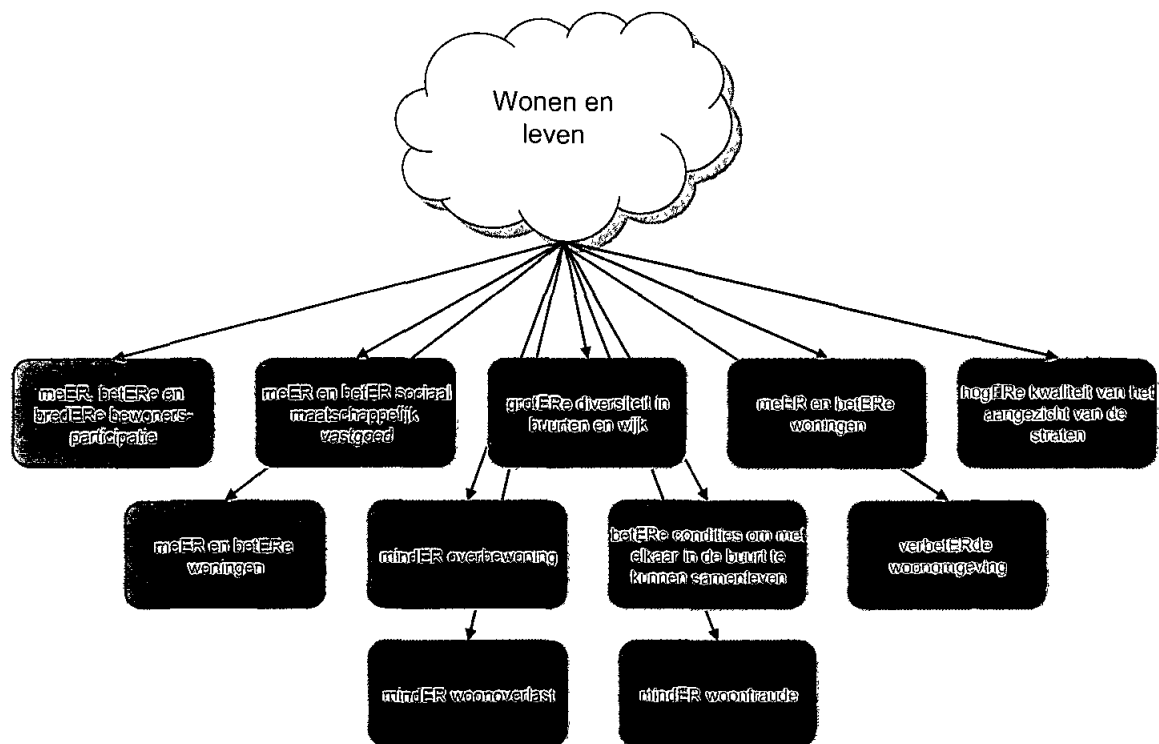 Wonen en
leven
meER, betERe en
bredERe bewoners-
participatie
meER en betER sociaal
maatschappelijk
vastgoed
grotERe diversiteit in
buurten en wijk
meER en betERe
woningen
hogERe kwaliteit van het
aangezicht van de
straten
meER en betERe
woningen
mindER overbewoning
betERe condities om met
elkaar in de buurt te
kunnen samenleven
verbetERde
woonomgeving
mindER woonoverlast
mindER woonfraude